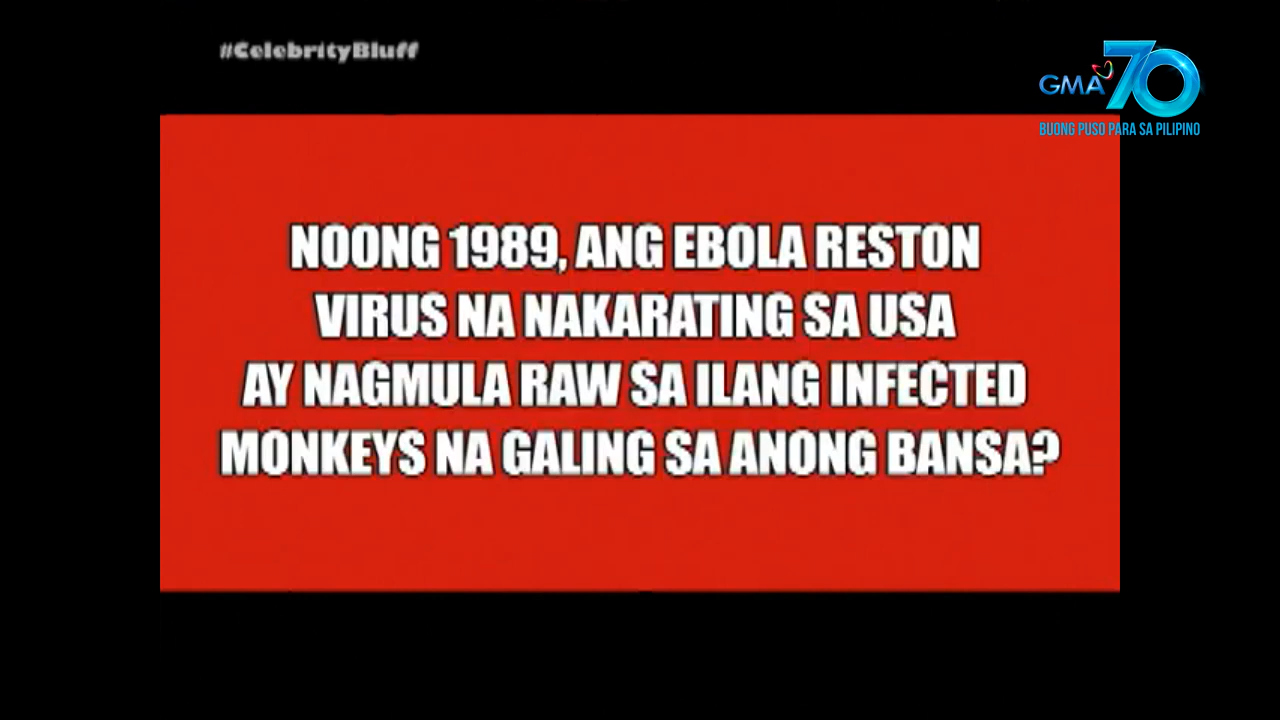 #CelebrityBluff
GMA 70
BUONG PUSO PARA SA PILIPINO
NOONG 1989, ANG EBOLA RESTON
VIRUS NA NAKARATING SA USA
AY NAGMULA RAW SA ILANG INFECTED
MONKEYS NA GALING SA ANONG BANSA?